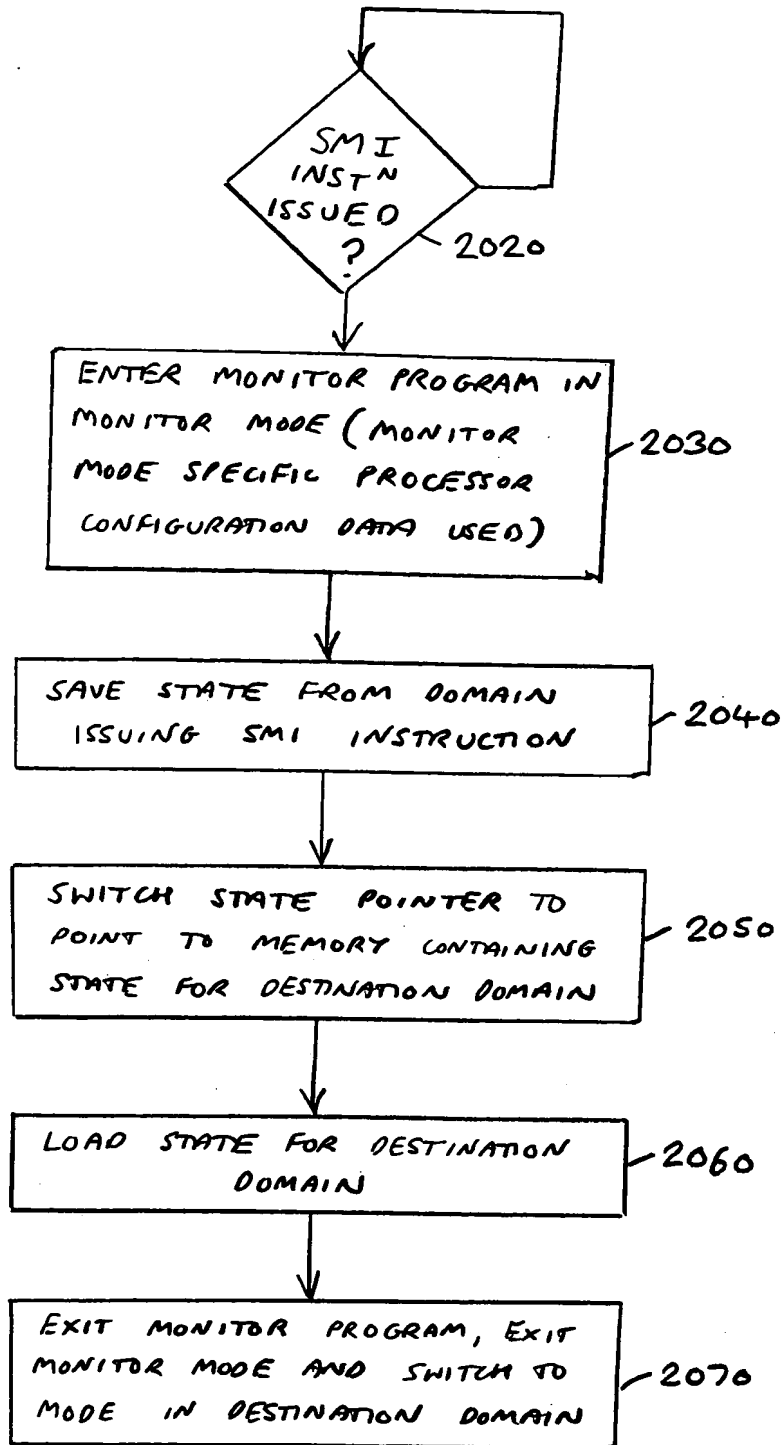 SMI
INSTN
ISSUED
?
2020
ENTER MONITOR PROGRAM IN
MONITOR MODE (MONITOR
MODE SPECIFIC PROCESSOR
CONFIGURATION DATA USED)
2030
SAVE STATE FROM DOMAIN
ISSUING SMI INSTRUCTION
2040
SWITCH STATE POINTER TO
POINT TO MEMORY CONTAINING
STATE FOR DESTINATION DOMAIN
2050
LOAD STATE FOR DESTINATION
DOMAIN
2060
EXIT MONITOR PROGRAM, EXIT
MONITOR MODE AND SWITCH TO
MODE IN DESTINATION DOMAIN
2070